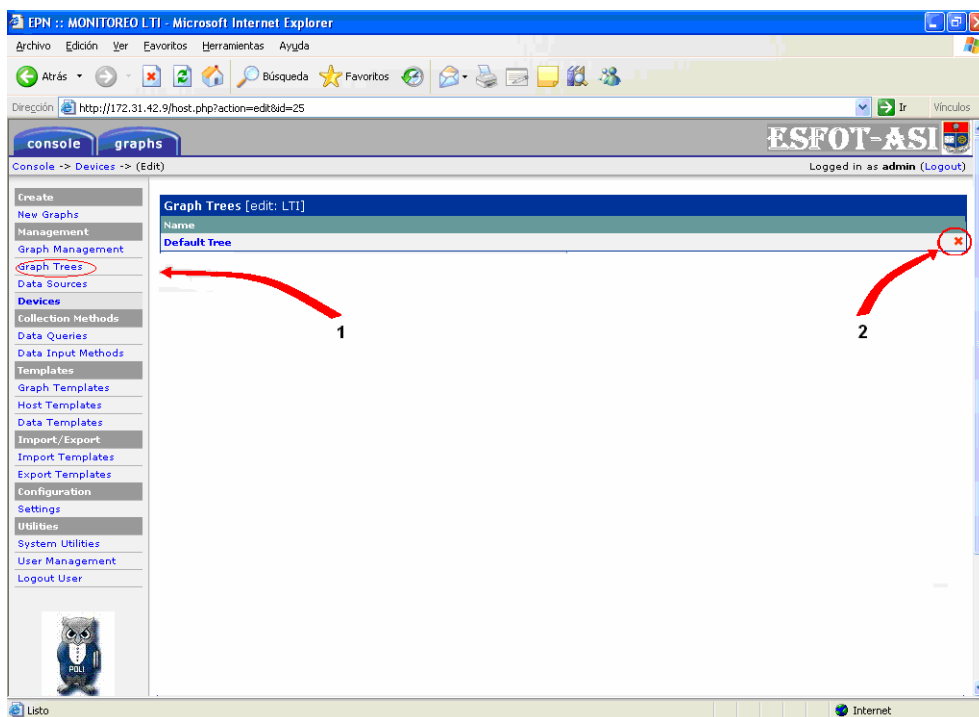 EPN :: MONITOREO LTI - Microsoft Internet Explorer
Archivo Edición Ver Favoritos Herramientas Ayuda
Atrás Búsqueda Favoritos
Dirección http://172.31.42.9/host.php?action=edit&id=25 Ir Vínculos
console graphs ESFOT-ASI
Console -> Devices -> (Edit) Logged in as admin (Logout)
Create
New Graphs
Management
Graph Management
Graph Trees
Data Sources
Devices
Collection Methods
Data Queries
Data Input Methods
Templates
Graph Templates
Host Templates
Data Templates
Import/Export
Import Templates
Export Templates
Configuration
Settings
Utilities
System Utilities
User Management
Logout User
Graph Trees [edit: LTI]
Name
Default Tree
1
2
POLI
Listo Internet